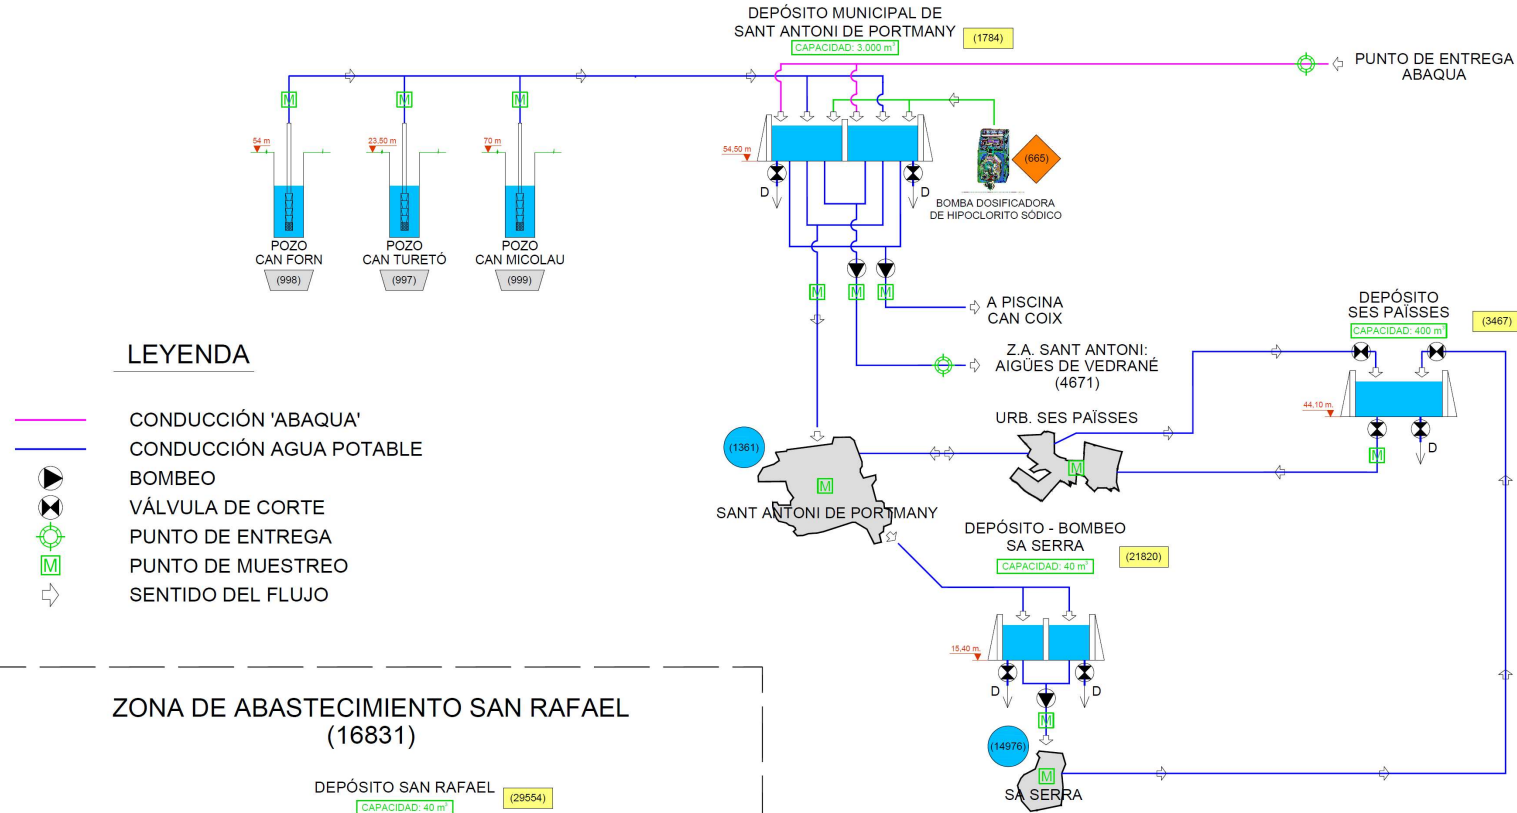 DEPÓSITO MUNICIPAL DE
SANT ANTONI DE PORTMANY
(1784)
CAPACIDAD: 3.000 m³
PUNTO DE ENTREGA
ABAQUA
M
M
M
54 m
23,50 m
70 m
54,50 m
(665)
D
D
BOMBA DOSIFICADORA
DE HIPOCLORITO SÓDICO
POZO
CAN FORN
(998)
POZO
CAN TURETÓ
(997)
POZO
CAN MICOLAU
(999)
M
M
M
A PISCINA
CAN COIX
Z.A. SANT ANTONI:
AIGÜES DE VEDRANÉ
(4671)
DEPÓSITO
SES PAÏSSES
(3467)
CAPACIDAD: 400 m³
44,10 m.
D
M
LEYENDA
CONDUCCIÓN 'ABAQUA'
CONDUCCIÓN AGUA POTABLE
BOMBEO
VÁLVULA DE CORTE
PUNTO DE ENTREGA
M
PUNTO DE MUESTREO
SENTIDO DEL FLUJO
URB. SES PAÏSSES
M
(1361)
M
SANT ANTONI DE PORTMANY
DEPÓSITO - BOMBEO
SA SERRA
(21820)
CAPACIDAD: 40 m³
15,40 m.
D
D
M
(14976)
M
SA SERRA
ZONA DE ABASTECIMIENTO SAN RAFAEL
(16831)
DEPÓSITO SAN RAFAEL
(29554)
CAPACIDAD: 40 m³